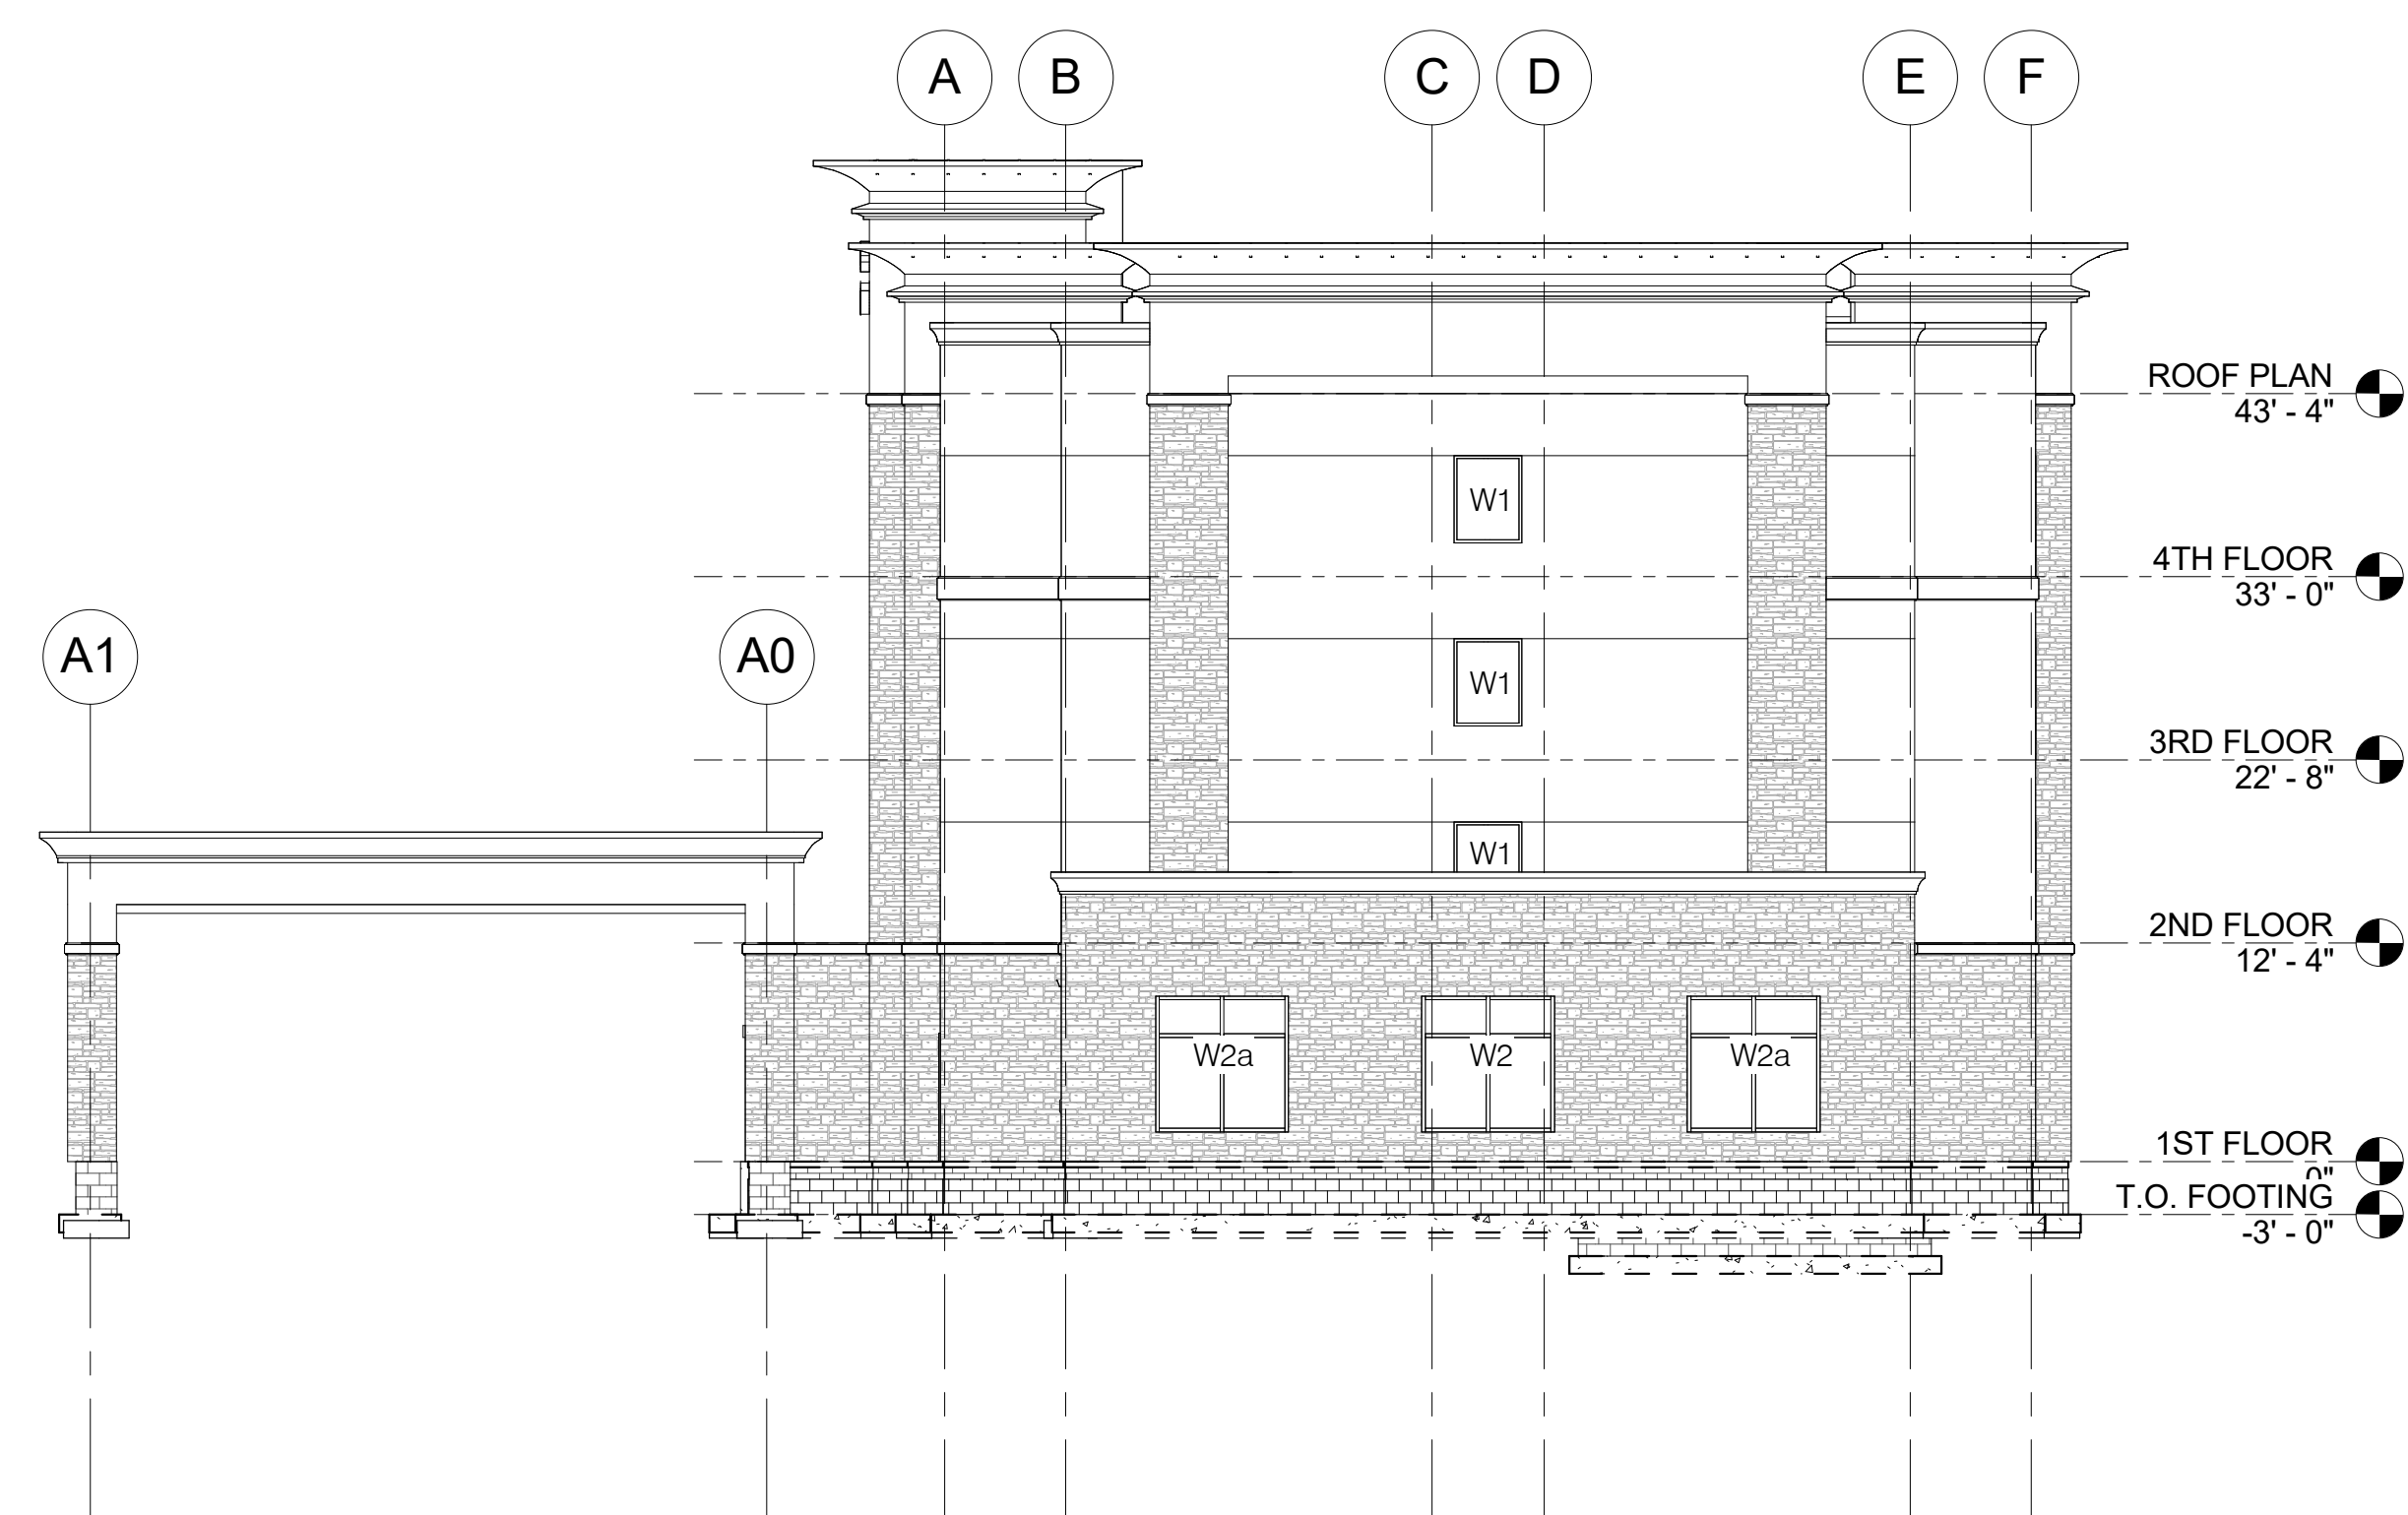 A
B
C
D
E
F
ROOF PLAN
43' - 4"
W1
4TH FLOOR
33' - 0"
A1
A0
W1
3RD FLOOR
22' - 8"
W1
2ND FLOOR
12' - 4"
W2a
W2
W2a
1ST FLOOR
0"
T.O. FOOTING
-3' - 0"